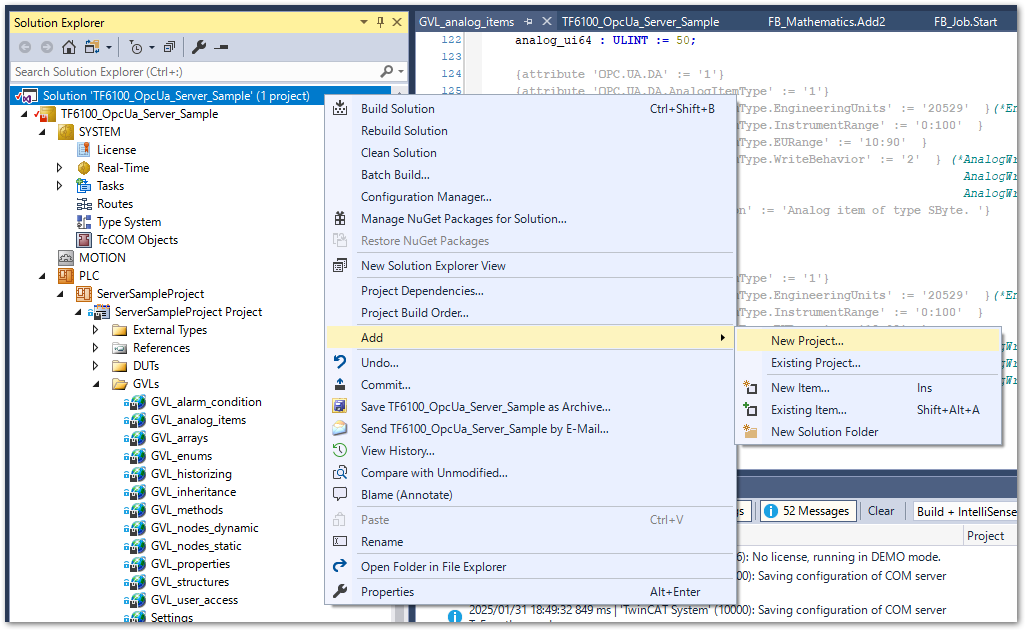 Solution Explorer
Search Solution Explorer (Ctrl+;)
Solution 'TF6100_OpcUa_Server_Sample' (1 project)
TF6100_OpcUa_Server_Sample
SYSTEM
License
Real-Time
Tasks
Routes
Type System
TcCOM Objects
MOTION
PLC
ServerSampleProject
ServerSampleProject Project
External Types
References
DUTs
GVLs
GVL_alarm_condition
GVL_analog_items
GVL_arrays
GVL_enums
GVL_historizing
GVL_inheritance
GVL_methods
GVL_nodes_dynamic
GVL_nodes_static
GVL_properties
GVL_structures
GVL_user_access
Settings
Build Solution Ctrl+Shift+B
Rebuild Solution
Clean Solution
Batch Build...
Configuration Manager...
Manage NuGet Packages for Solution...
Restore NuGet Packages
New Solution Explorer View
Project Dependencies...
Project Build Order...
Add
Undo...
Commit...
Save TF6100_OpcUa_Server_Sample as Archive...
Send TF6100_OpcUa_Server_Sample by E-Mail...
View History...
Compare with Unmodified...
Blame (Annotate)
Paste Ctrl+V
Rename
Open Folder in File Explorer
Properties Alt+Enter
New Project...
Existing Project...
New Item... Ins
Existing Item... Shift+Alt+A
New Solution Folder
GVL_analog_items TF6100_OpcUa_Server_Sample FB_Mathematics.Add2 FB_Job.Start
122 analog_ui64 : ULINT := 50;
123
124 {attribute 'OPC.UA.DA' := '1'}
125 {attribute 'OPC.UA.DA.AnalogItemType' := '1'}
Type.EngineeringUnits' := '20529' } (*En
Type.InstrumentRange' := '0:100' }
Type.EURange' := '10:90' }
Type.WriteBehavior' := '2' } (*AnalogWr
AnalogWr
AnalogWr
' := 'Analog item of type SByte. '}
Type' := '1'}
Type.EngineeringUnits' := '20529' } (*En
Type.InstrumentRange' := '0:100' }
52 Messages Clear Build + IntelliSense
Project
): No license, running in DEMO mode.
): Saving configuration of COM server
2025/01/31 18:49:32 849 ms | 'TwinCAT System' (10000): Saving configuration of COM server